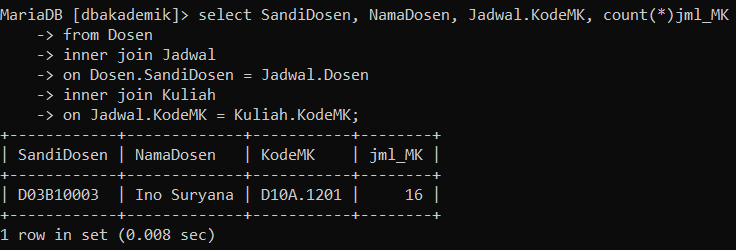 MariaDB [dbakademik]> select SandiDosen, NamaDosen, Jadwal.KodeMK, count(*)jml_MK
    -> from Dosen
    -> inner join Jadwal
    -> on Dosen.SandiDosen = Jadwal.Dosen
    -> inner join Kuliah
    -> on Jadwal.KodeMK = Kuliah.KodeMK;
+------------+-------------+-----------+--------+
| SandiDosen | NamaDosen   | KodeMK    | jml_MK |
+------------+-------------+-----------+--------+
| D03B10003  | Ino Suryana | D10A.1201 |     16 |
+------------+-------------+-----------+--------+
1 row in set (0.008 sec)